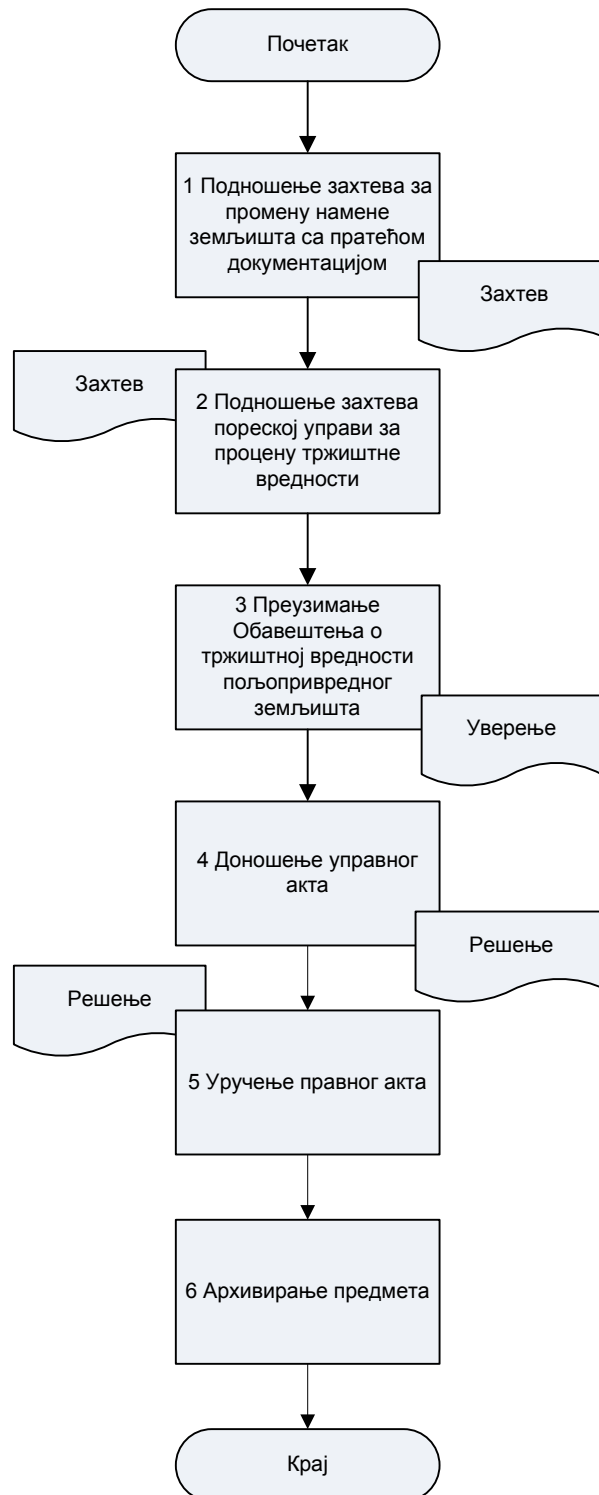 Почетак
1 Подношење захтева за
промену намене
земљишта са пратећом
документацијом
Захтев
Захтев
2 Подношење захтева
пореској управи за
процену тржиштне
вредности
3 Преузимање
Обавештења о
тржиштној вредности
пољопривредног
земљишта
Уверење
4 Доношење управног
акта
Решење
Решење
5 Уручење правног акта
6 Архивирање предмета
Крај